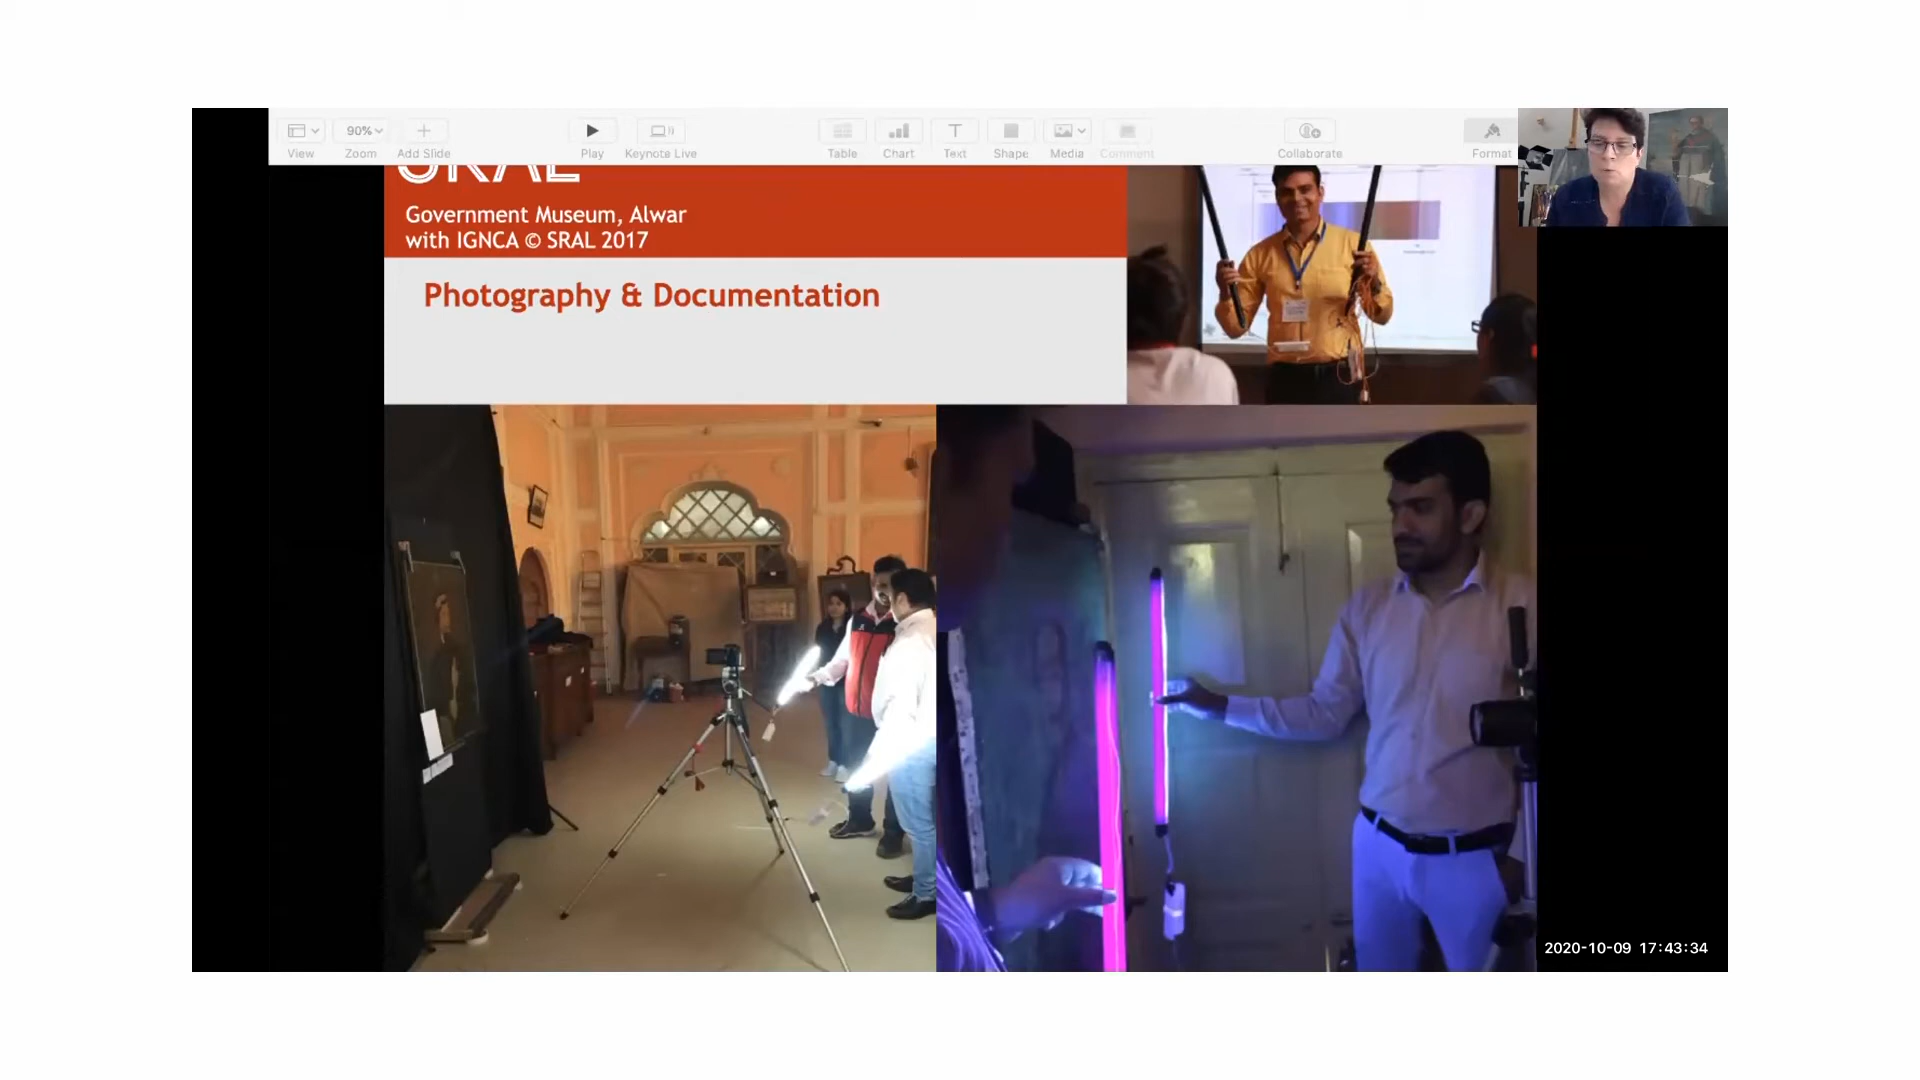 90%
View
Zoom
Add Slide
Play
Keynote Live
Table
Chart
Text
Shape
Media
Comment
Collaborate
Format
SRAL
Government Museum, Alwar
with IGNCA © SRAL 2017
Photography & Documentation
2020-10-09 17:43:34